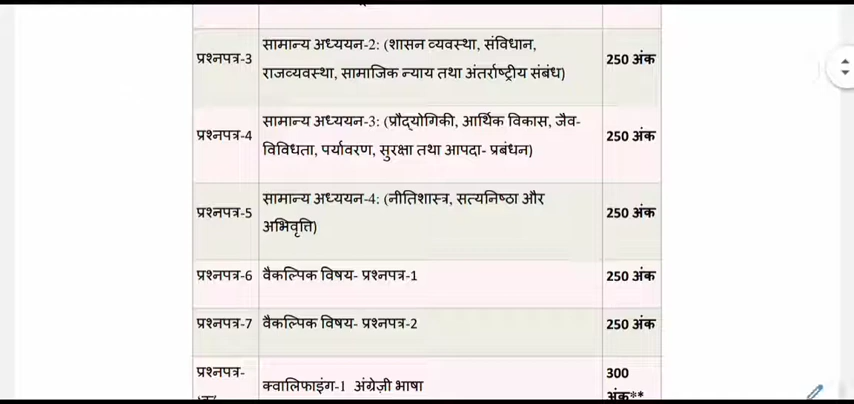 सामान्य अध्ययन-2: (शासन व्यवस्था, संविधान,
प्रश्नपत्र-3
राजव्यवस्था, सामाजिक न्याय तथा अंतर्राष्ट्रीय संबंध)
250 अंक
सामान्य अध्ययन-3: (प्रौद्योगिकी, आर्थिक विकास, जैव-
प्रश्नपत्र-4
विविधता, पर्यावरण, सुरक्षा तथा आपदा- प्रबंधन)
250 अंक
सामान्य अध्ययन-4: (नीतिशास्त्र, सत्यनिष्ठा और
प्रश्नपत्र-5
अभिवृत्ति)
250 अंक
प्रश्नपत्र-6 वैकल्पिक विषय- प्रश्नपत्र-1 250 अंक
प्रश्नपत्र-7 वैकल्पिक विषय- प्रश्नपत्र-2 250 अंक
प्रश्नपत्र-
क्वालिफाइंग-1 अंग्रेज़ी भाषा
300
अंक**